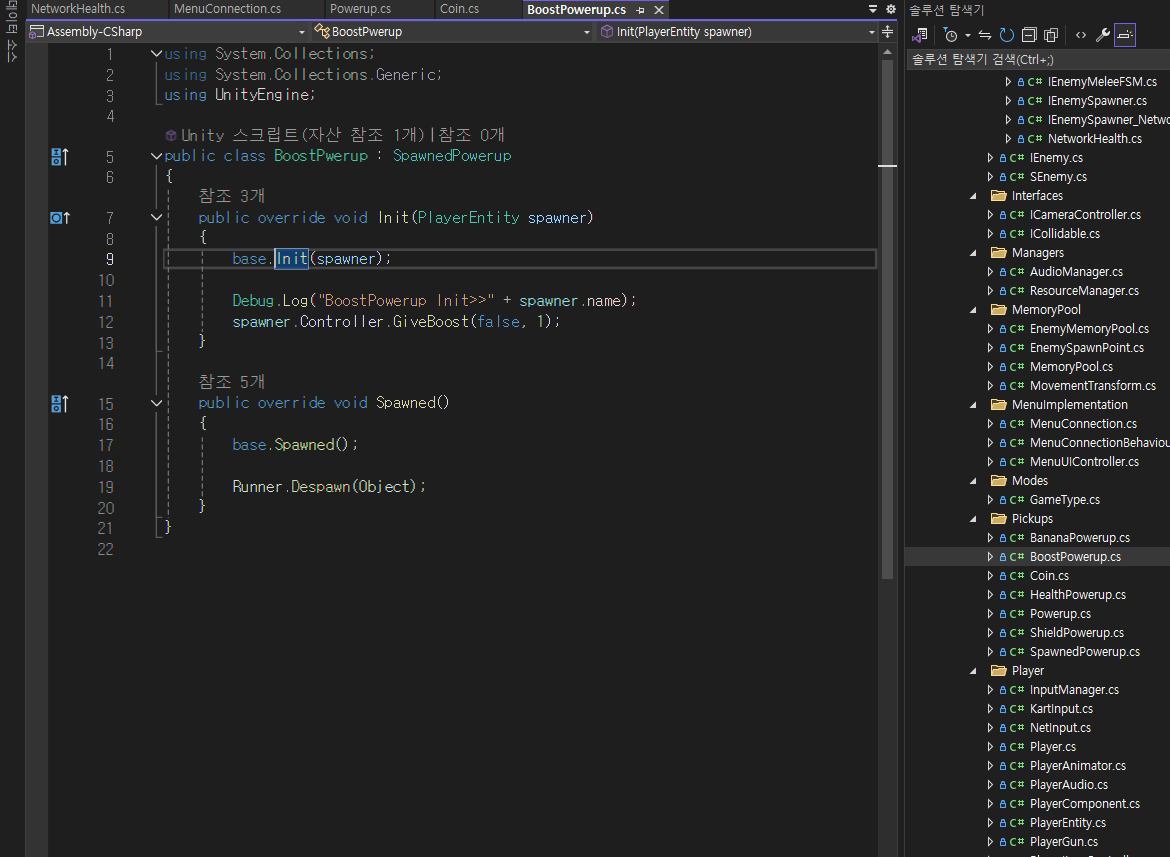 데이터 소스
NetworkHealth.cs
MenuConnection.cs
Powerup.cs
Coin.cs
BoostPowerup.cs
Assembly-CSharp
BoostPwerup
Init(PlayerEntity spawner)
1 using System.Collections;
2 using System.Collections.Generic;
3 using UnityEngine;
4
Unity 스크립트(자산 참조 1개)|참조 0개
5 public class BoostPwerup : SpawnedPowerup
6 {
참조 3개
7 public override void Init(PlayerEntity spawner)
8 {
9 base.Init(spawner);
10
11 Debug.Log("BoostPowerup Init>>" + spawner.name);
12 spawner.Controller.GiveBoost(false, 1);
13 }
14
참조 5개
15 public override void Spawned()
16 {
17 base.Spawned();
18
19 Runner.Despawn(Object);
20 }
21 }
22
솔루션 탐색기
솔루션 탐색기 검색(Ctrl+;)
C# IEnemyMeleeFSM.cs
C# IEnemySpawner.cs
C# IEnemySpawner_Netwo
C# NetworkHealth.cs
C# IEnemy.cs
C# SEnemy.cs
Interfaces
C# ICameraController.cs
C# ICollidable.cs
Managers
C# AudioManager.cs
C# ResourceManager.cs
MemoryPool
C# EnemyMemoryPool.cs
C# EnemySpawnPoint.cs
C# MemoryPool.cs
C# MovementTransform.cs
MenuImplementation
C# MenuConnection.cs
C# MenuConnectionBehaviou
C# MenuUIController.cs
Modes
C# GameType.cs
Pickups
C# BananaPowerup.cs
C# BoostPowerup.cs
C# Coin.cs
C# HealthPowerup.cs
C# Powerup.cs
C# ShieldPowerup.cs
C# SpawnedPowerup.cs
Player
C# InputManager.cs
C# KartInput.cs
C# NetInput.cs
C# Player.cs
C# PlayerAnimator.cs
C# PlayerAudio.cs
C# PlayerComponent.cs
C# PlayerEntity.cs
C# PlayerGun.cs